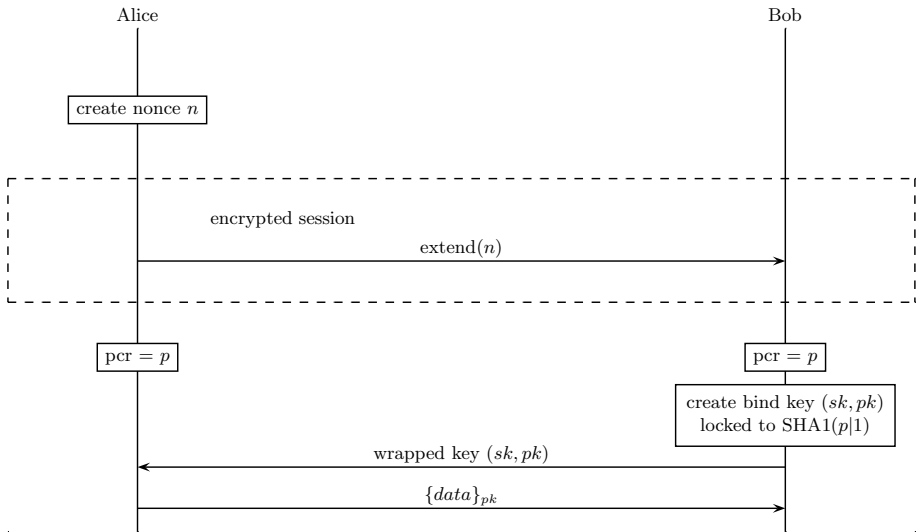 Alice Bob
create nonce n
encrypted session
extend(n)
pcr = p pcr = p
create bind key (sk, pk)
locked to SHA1(p|1)
wrapped key (sk, pk)
{data}pk